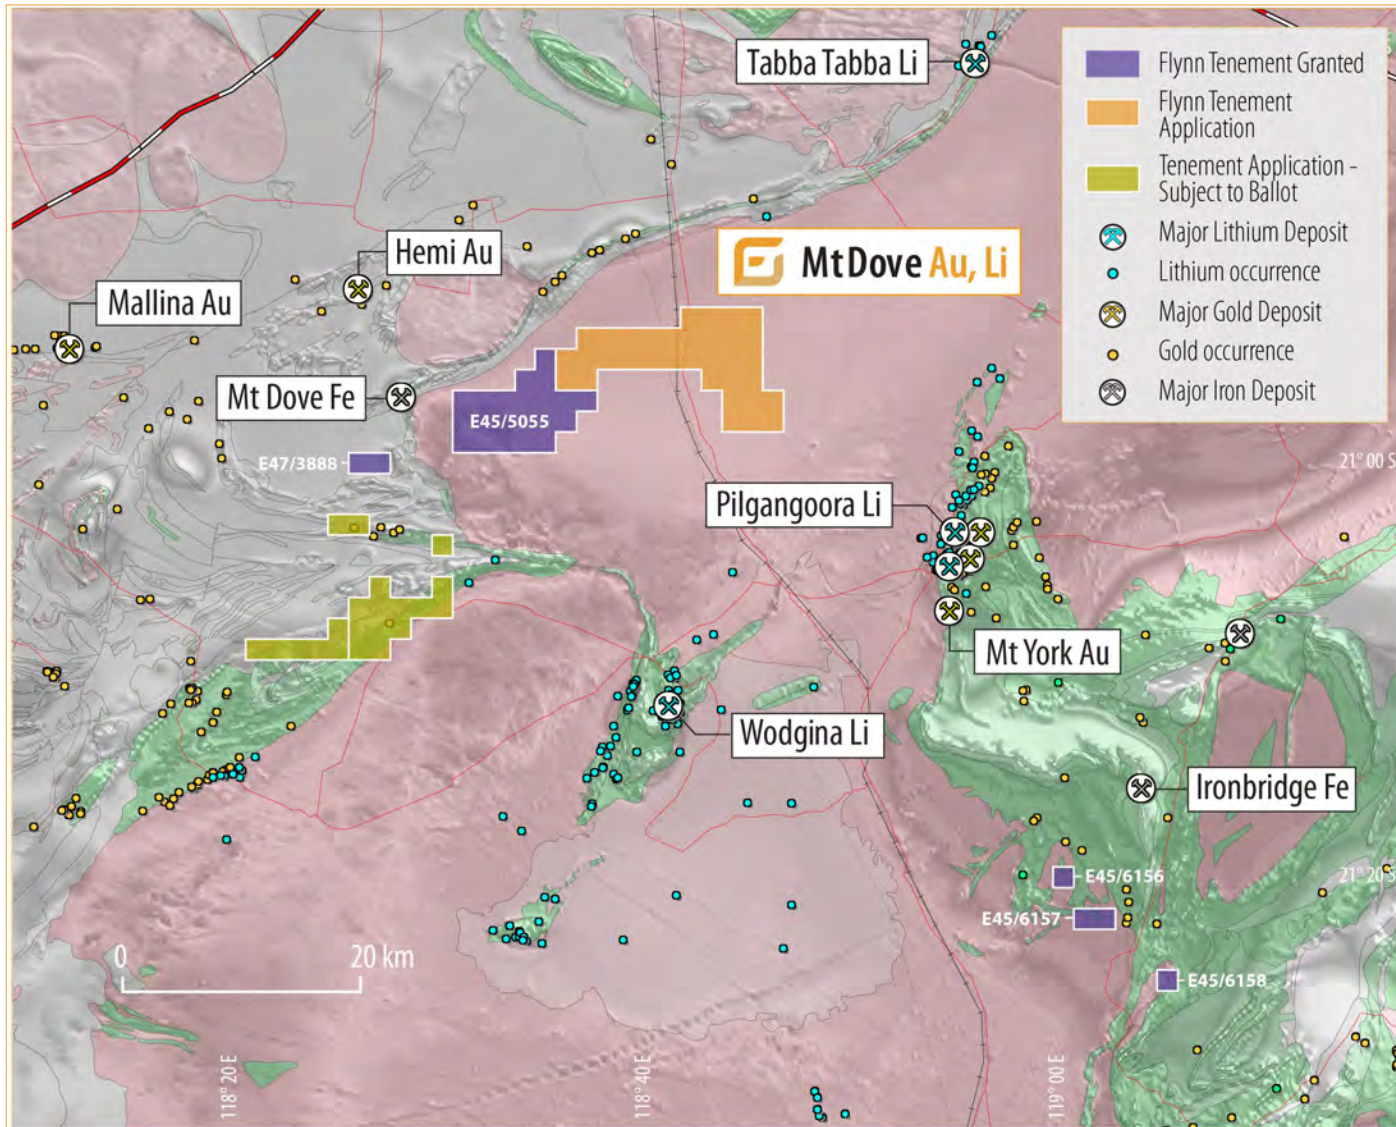 Tabba Tabba Li
Flynn Tenement Granted
Flynn Tenement
Application
Tenement Application -
Subject to Ballot
Major Lithium Deposit
Lithium occurrence
Major Gold Deposit
Gold occurrence
Major Iron Deposit
Hemi Au
Mt Dove Au, Li
Mallina Au
Mt Dove Fe
E45/5055
E47/3888
21° 00 S
Pilgangoora Li
Mt York Au
Wodgina Li
Ironbridge Fe
E45/6156
21° 20 S
E45/6157
E45/6158
0 20 km
118° 20 E
118° 40 E
119° 00 E